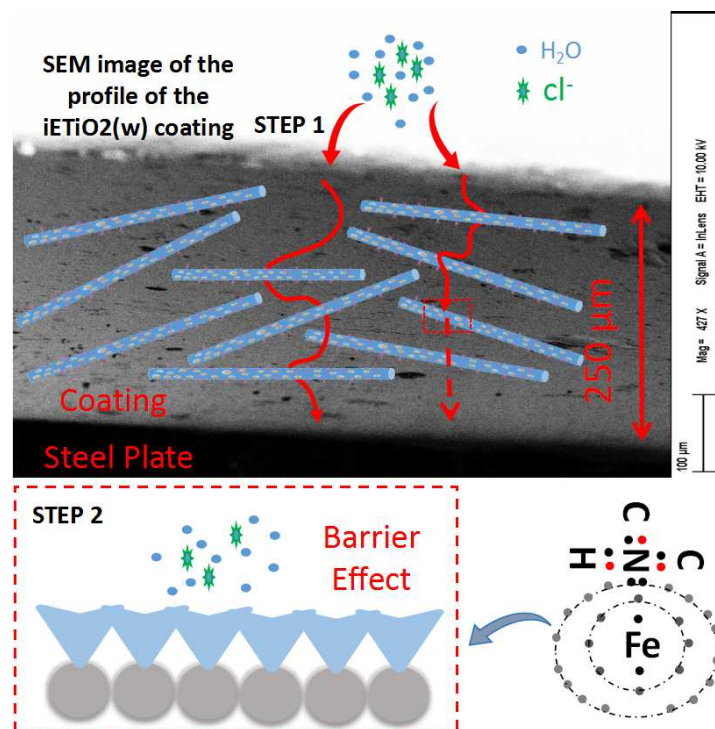 SEM image of the
profile of the
iETiO2(w) coating
STEP 1
H₂O
cl⁻
250 µm
Coating
Steel Plate
Mag = 427 X Signal A = InLens EHT = 10.00 kV
100 µm
STEP 2
Barrier
Effect
C
H N C
Fe